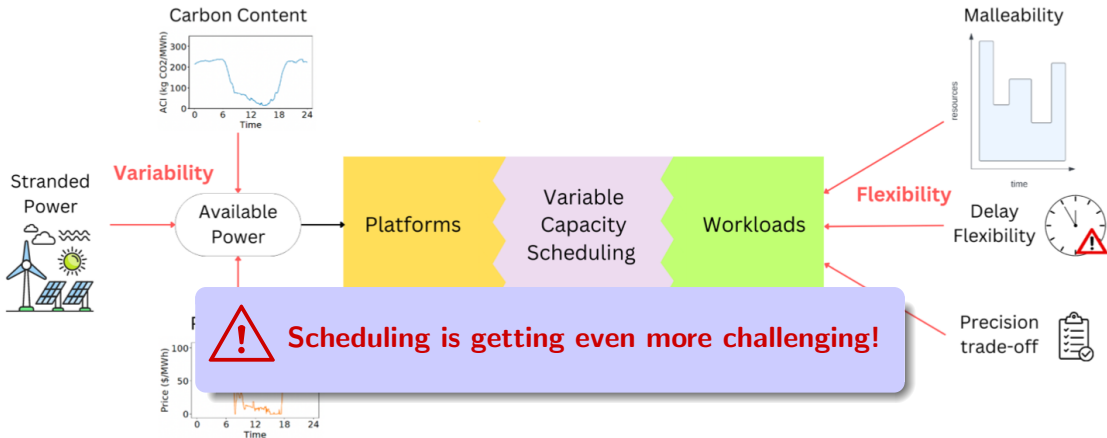 Carbon Content
ACI (kg CO2/MWh)
300
200
100
0
0 6 12 18 24
Time
Malleability
resources
time
Variability
Stranded
Power
Available
Power
Platforms
Variable
Capacity
Scheduling
Workloads
Flexibility
Delay
Flexibility
Precision
trade-off
! Scheduling is getting even more challenging!
Price ($/MWh)
100
50
0
0 6 12 18 24
Time